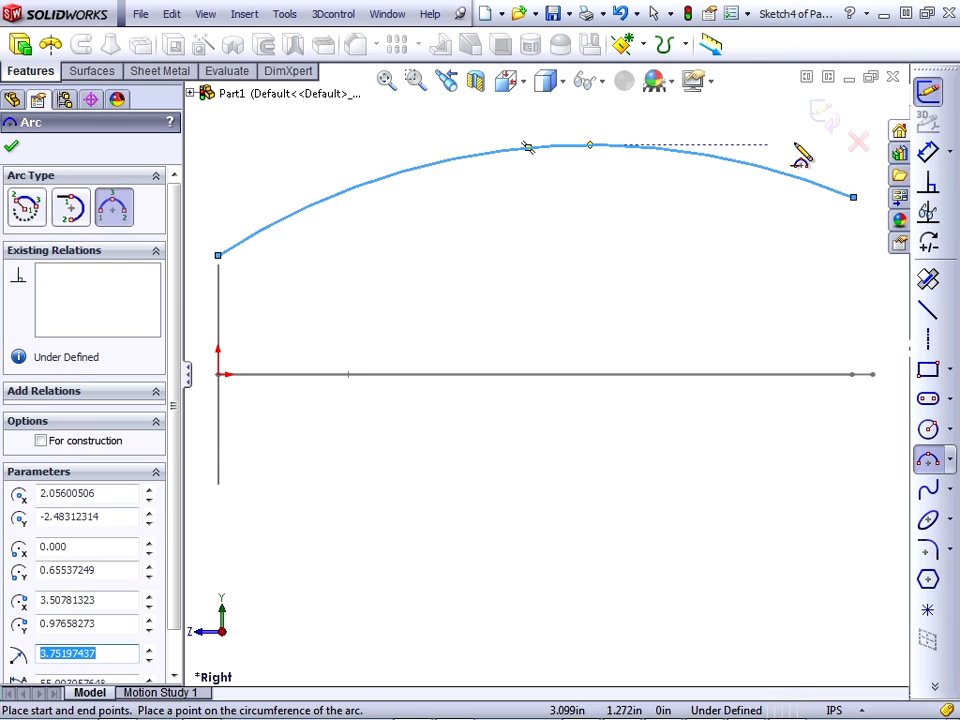 SOLIDWORKS File Edit View Insert Tools 3Dcontrol Window Help Sketch4 of Pa... ?
Features Surfaces Sheet Metal Evaluate DimXpert
Part1 (Default<<Default>_...
Arc ?
Arc Type
Existing Relations
Under Defined
Add Relations
Options
For construction
Parameters
2.05600506
-2.48312314
0.000
0.65537249
3.50781323
0.97658273
3.75197437
Y
Z
*Right
Model Motion Study 1
Place start and end points. Place a point on the circumference of the arc. 3.099in 1.272in 0in Under Defined IPS